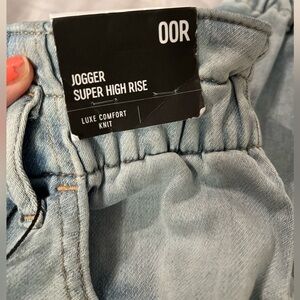 00R
JOGGER
SUPER HIGH RISE
LUXE COMFORT
KNIT